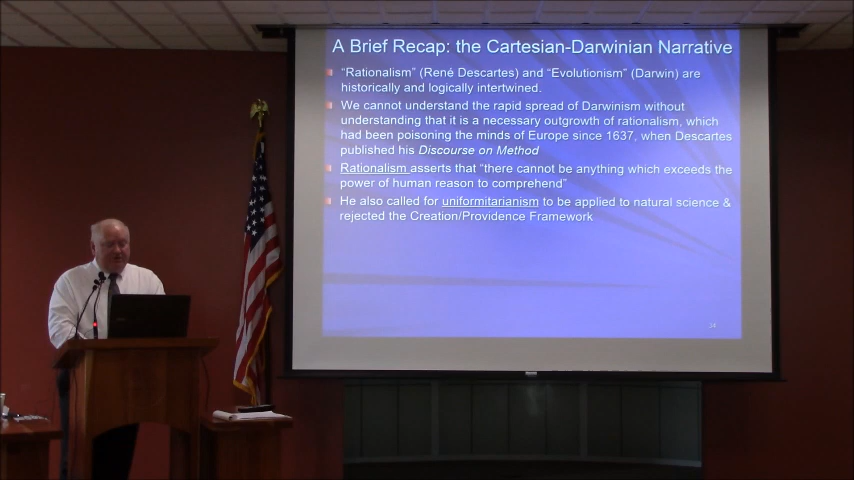 A Brief Recap: the Cartesian-Darwinian Narrative
“Rationalism” (René Descartes) and “Evolutionism” (Darwin) are
historically and logically intertwined.
We cannot understand the rapid spread of Darwinism without
understanding that it is a necessary outgrowth of rationalism, which
had been poisoning the minds of Europe since 1637, when Descartes
published his Discourse on Method
Rationalism asserts that “there cannot be anything which exceeds the
power of human reason to comprehend”
He also called for uniformitarianism to be applied to natural science &
rejected the Creation/Providence Framework
34